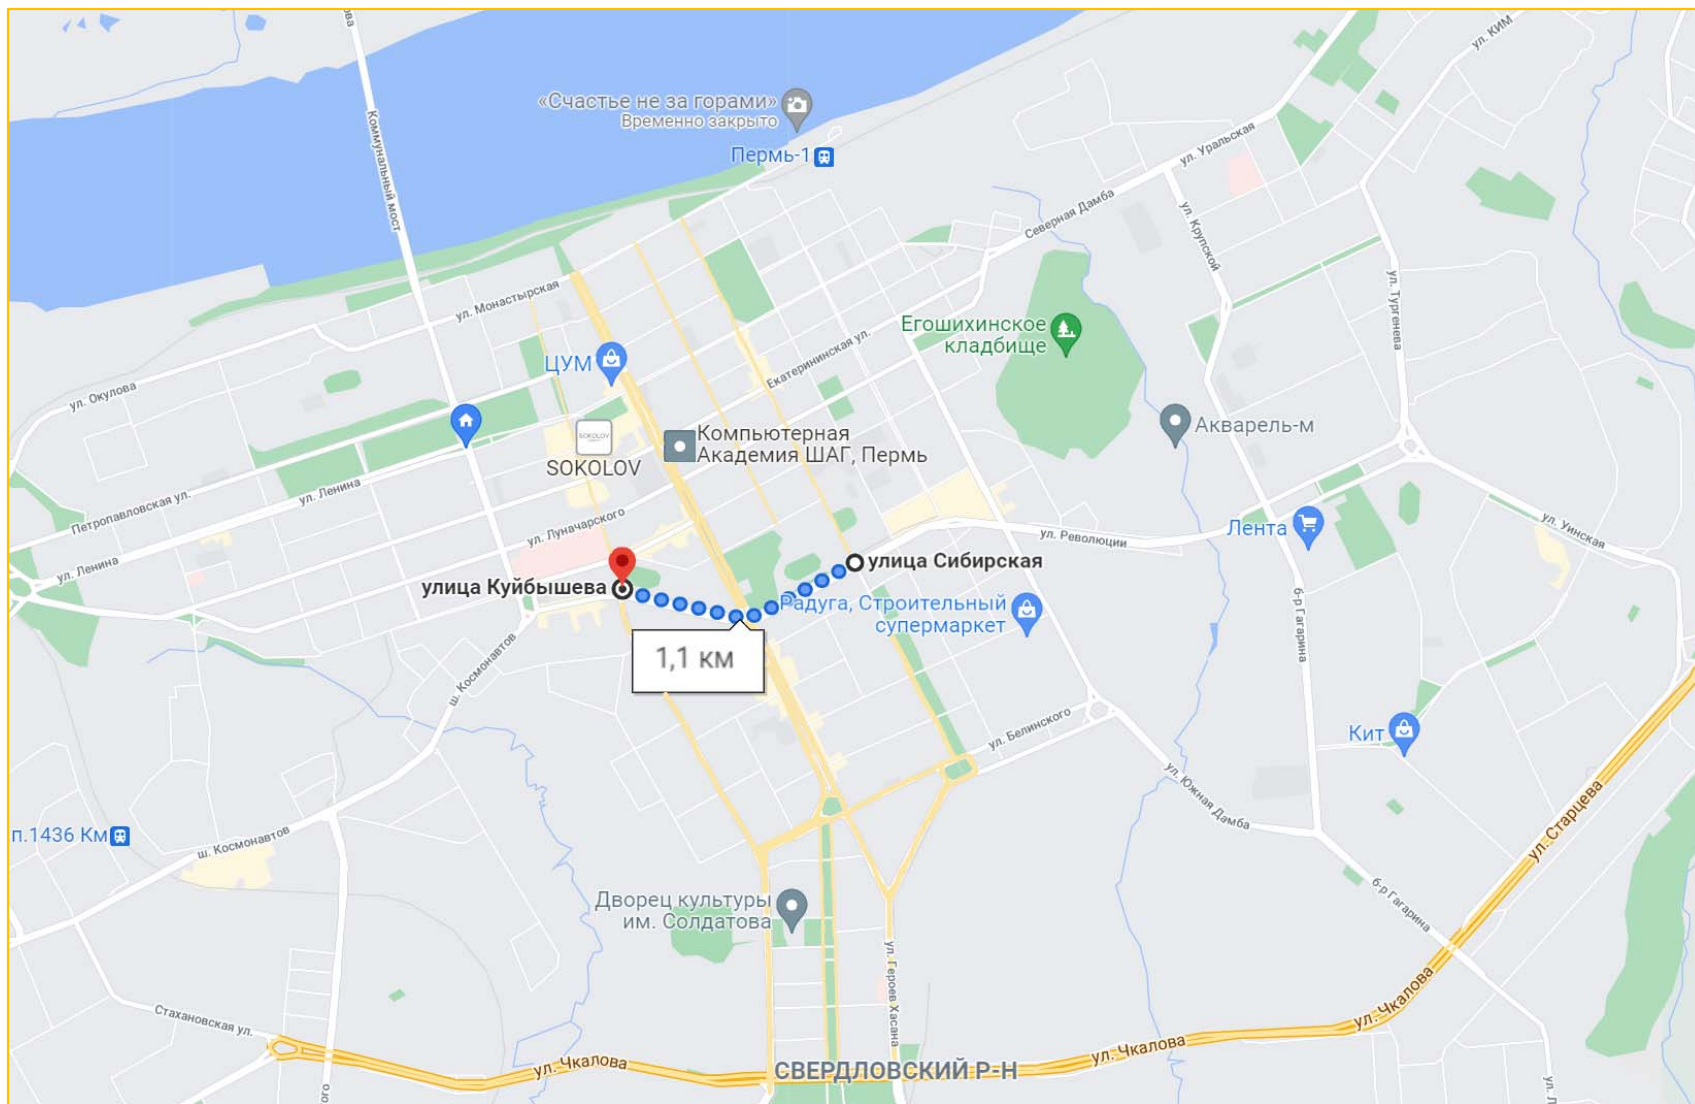 «Счастье не за горами»
Временно закрыто
Пермь-1
Коммунальный мост
ул. КИМ
ул. Уральская
Северная Дамба
ул. Крупской
ул. Тургенева
ул. Монастырская
ул. Окулова
ЦУМ
Екатерининская ул.
Егошихинское
кладбище
Акварель-м
SOKOLOV
SOKOLOV
Компьютерная
Академия ШАГ, Пермь
Петропавловская ул.
ул. Ленина
ул. Луначарского
ул. Ленина
ул. Революции
Лента
ул. Уинская
улица Сибирская
улица Куйбышева
Радуга, Строительный
супермаркет
1,1 км
ш. Космонавтов
б-р Гагарина
ул. Белинского
Кит
ул. Южная Дамба
ул. Старцева
п.1436 Км
ш. Космонавтов
Дворец культуры
им. Солдатова
б-р Гагарина
ул. Героев Хасана
Стахановская ул.
ул. Чкалова
ул. Чкалова
ул. Чкалова
СВЕРДЛОВСКИЙ Р-Н